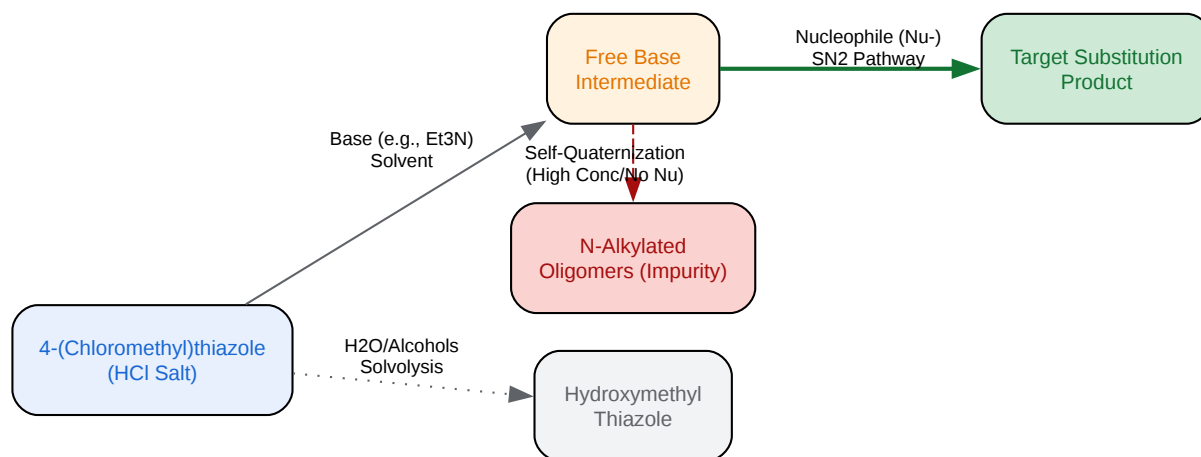 Nucleophile (Nu-)
SN2 Pathway
Free Base
Intermediate
Target Substitution
Product
Base (e.g., Et3N)
Solvent
Self-Quaternization
(High Conc/No Nu)
N-Alkylated
Oligomers (Impurity)
4-(Chloromethyl)thiazole
(HCl Salt)
H2O/Alcohols
Solvolysis
Hydroxymethyl
Thiazole